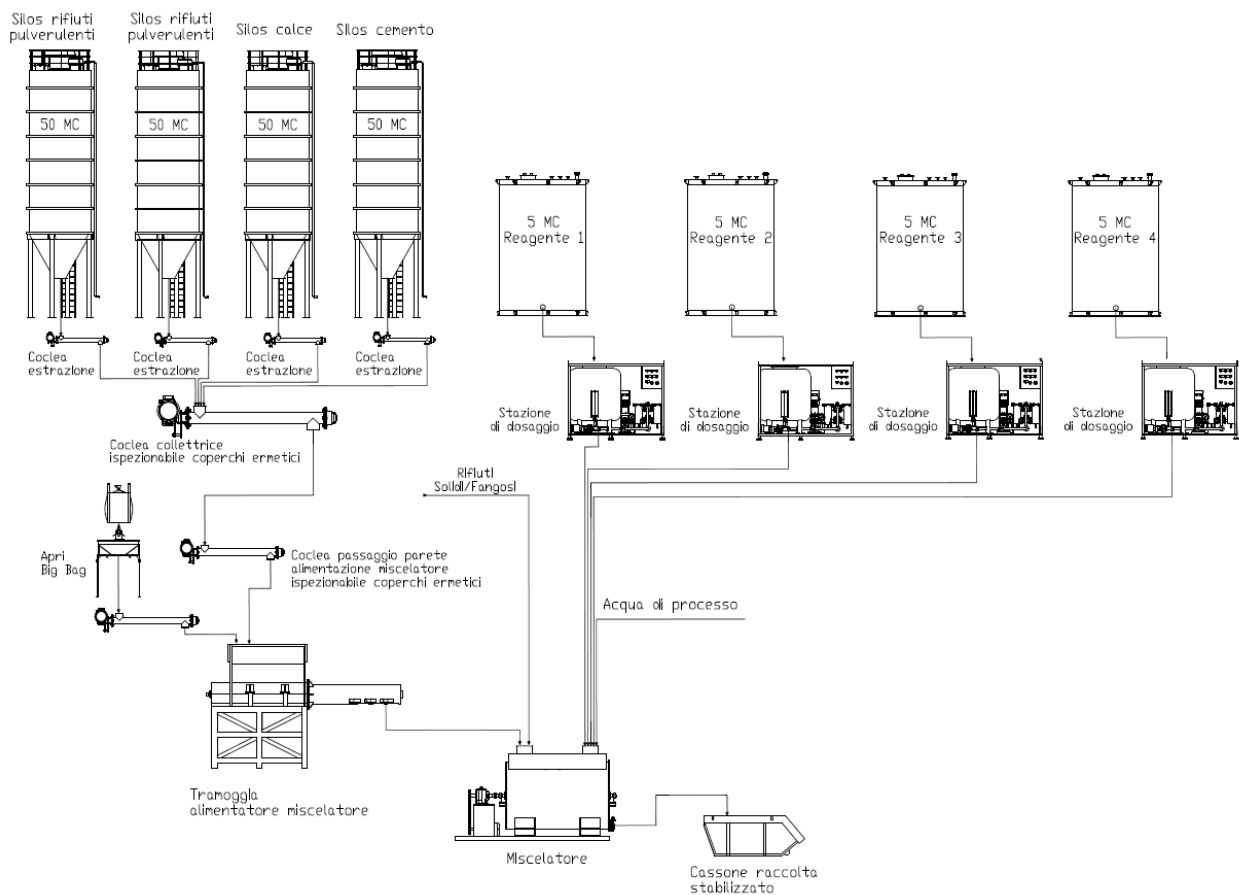 Silos rifiuti
pulverulenti
Silos rifiuti
pulverulenti
Silos calce
Silos cemento
50 MC
50 MC
50 MC
50 MC
5 MC
Reagente 1
5 MC
Reagente 2
5 MC
Reagente 3
5 MC
Reagente 4
Coclea
estrazione
Coclea
estrazione
Coclea
estrazione
Coclea
estrazione
Stazione
di dosaggio
Stazione
di dosaggio
Stazione
di dosaggio
Stazione
di dosaggio
Coclea collettrice
ispezionabile coperchi ermetici
Rifiuti
Solidi/Fangosi
Apri
Big Bag
Coclea passaggio parete
alimentazione miscelatore
ispezionabile coperchi ermetici
Acqua di processo
Tramoggia
alimentatore miscelatore
Miscelatore
Cassone raccolta
stabilizzato